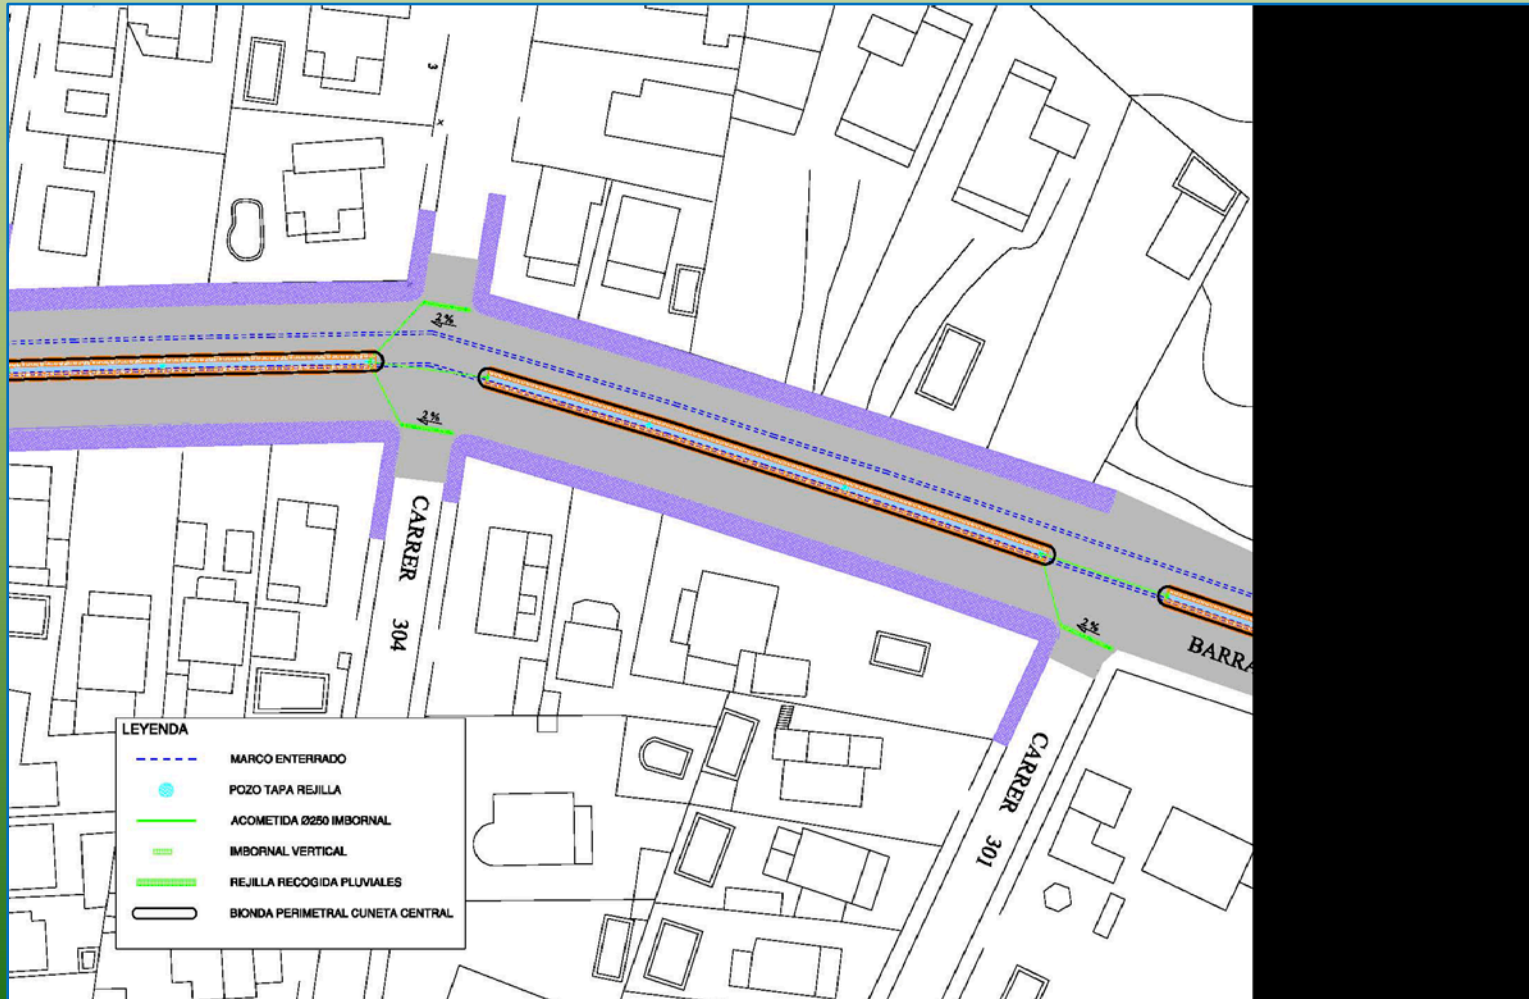 3
x
2%
2%
CARRER 304
2%
BARRA
CARRER 301
LEYENDA
MARCO ENTERRADO
POZO TAPA REJILLA
ACOMETIDA Ø250 IMBORNAL
IMBORNAL VERTICAL
REJILLA RECOGIDA PLUVIALES
BIONDA PERIMETRAL CUNETA CENTRAL